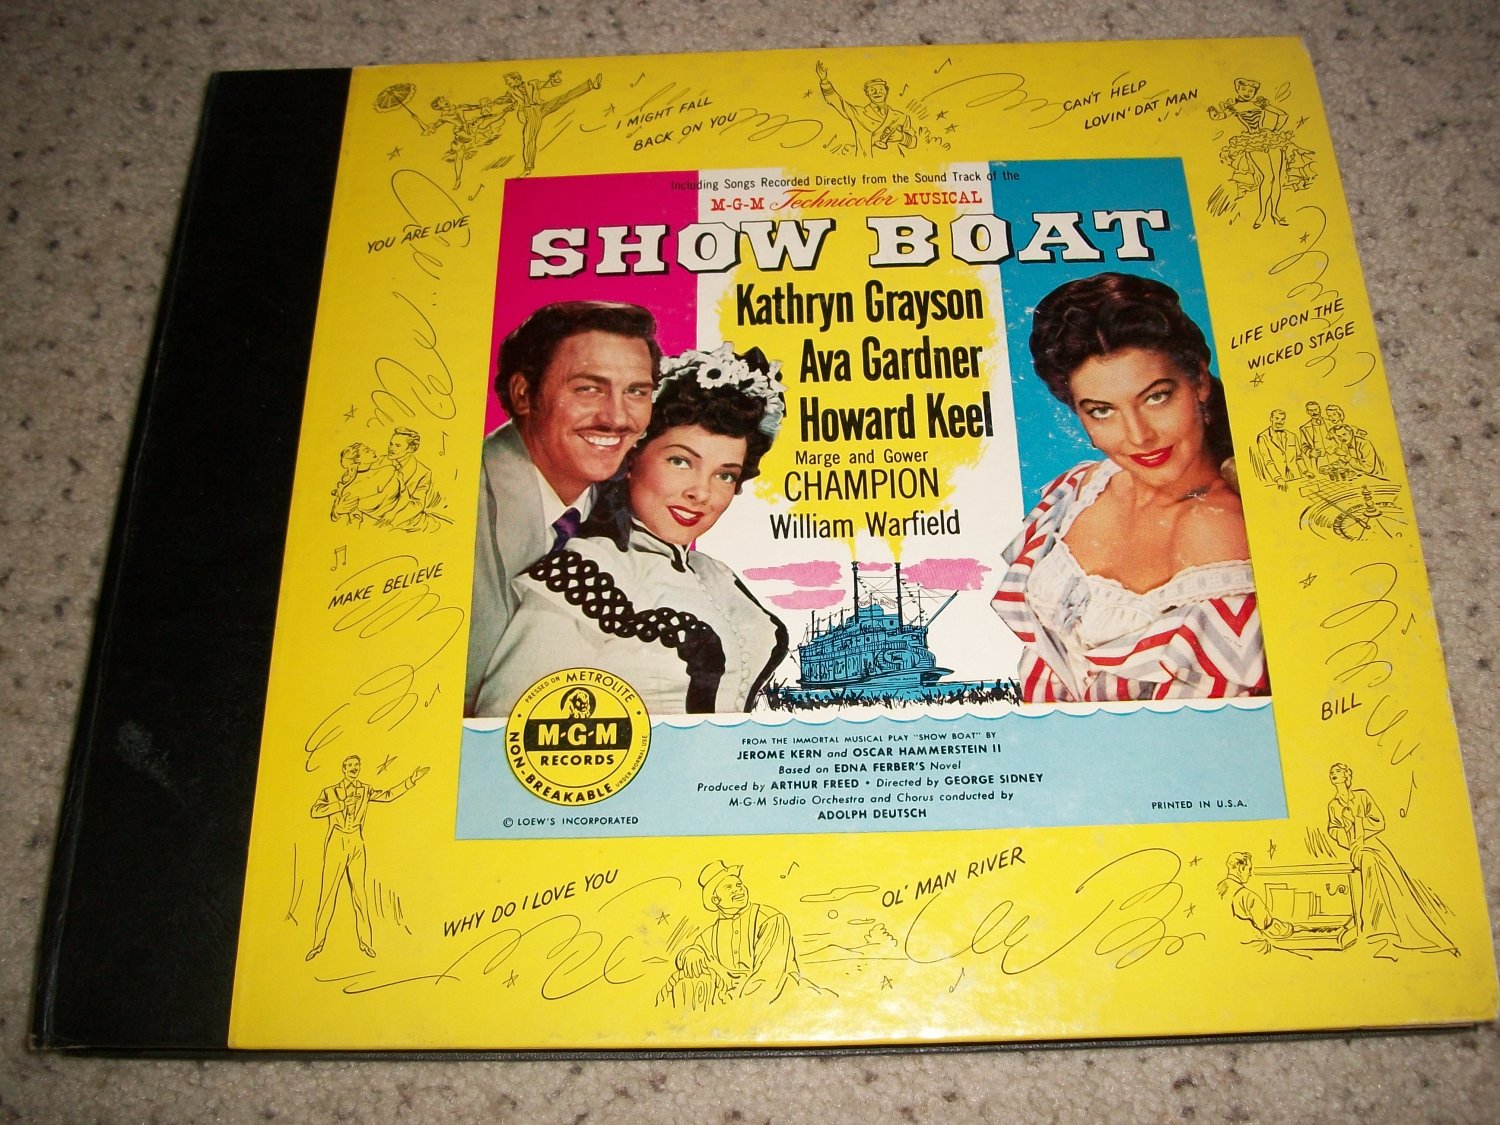 I MIGHT FALL
BACK ON YOU
CAN'T HELP
LOVIN' DAT MAN
YOU ARE LOVE
LIFE UPON THE
WICKED STAGE
MAKE BELIEVE
BILL
WHY DO I LOVE YOU
OL' MAN RIVER
Including Songs Recorded Directly from the Sound Track of the
M-G-M Technicolor MUSICAL
SHOW BOAT
Kathryn Grayson
Ava Gardner
Howard Keel
Marge and Gower
CHAMPION
William Warfield
PRESSED ON METROLITE
M-G-M
RECORDS
NON-BREAKABLE
UNDER NORMAL USE
FROM THE IMMORTAL MUSICAL PLAY "SHOW BOAT" BY
JEROME KERN and OSCAR HAMMERSTEIN II
Based on EDNA FERBER'S Novel
Produced by ARTHUR FREED • Directed by GEORGE SIDNEY
M-G-M Studio Orchestra and Chorus conducted by
ADOLPH DEUTSCH
© LOEW'S INCORPORATED
PRINTED IN U.S.A.